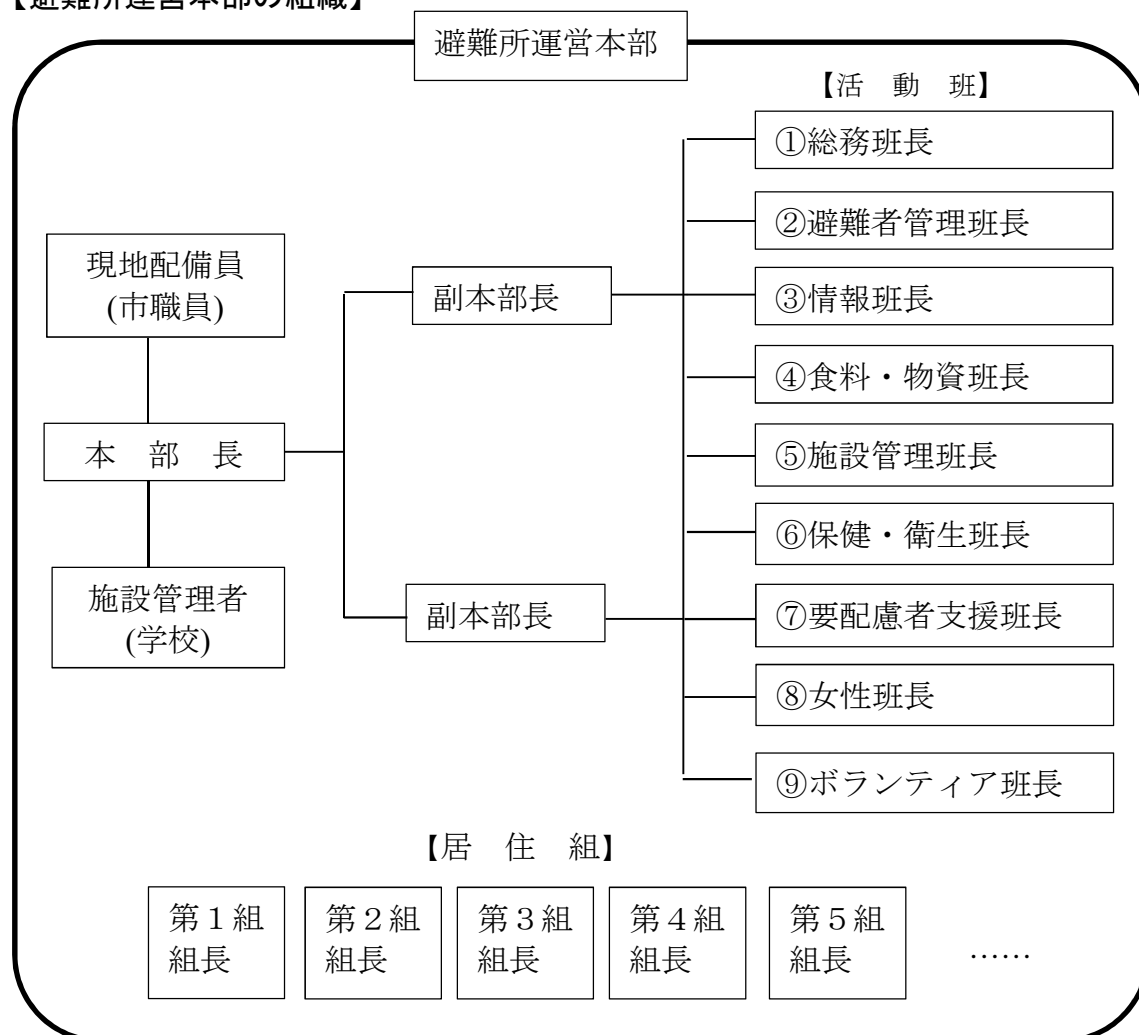 【避難所運営本部の組織】
避難所運営本部
【活　動　班】
①総務班長
②避難者管理班長
③情報班長
④食料・物資班長
⑤施設管理班長
⑥保健・衛生班長
⑦要配慮者支援班長
⑧女性班長
⑨ボランティア班長
現地配備員
(市職員)
本　部　長
施設管理者
(学校)
副本部長
副本部長
【居　住　組】
第１組
組長
第２組
組長
第３組
組長
第４組
組長
第５組
組長
……